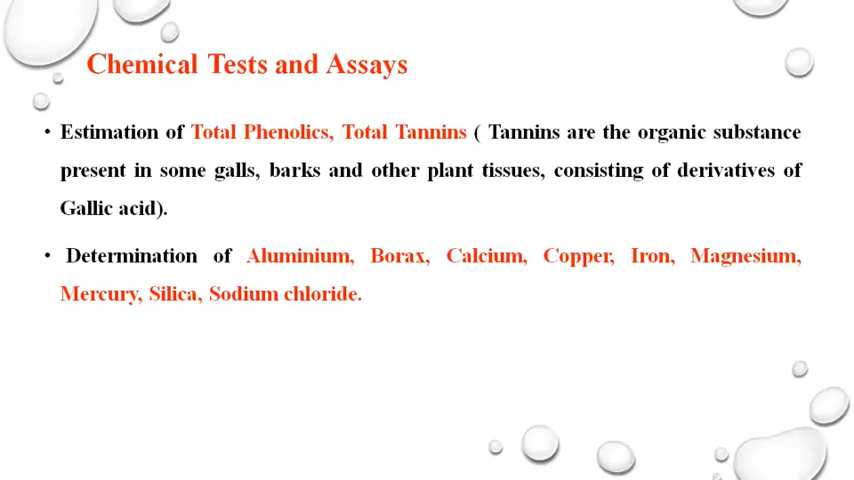 Chemical Tests and Assays
• Estimation of Total Phenolics, Total Tannins ( Tannins are the organic substance
present in some galls, barks and other plant tissues, consisting of derivatives of
Gallic acid).
• Determination of Aluminium, Borax, Calcium, Copper, Iron, Magnesium,
Mercury, Silica, Sodium chloride.